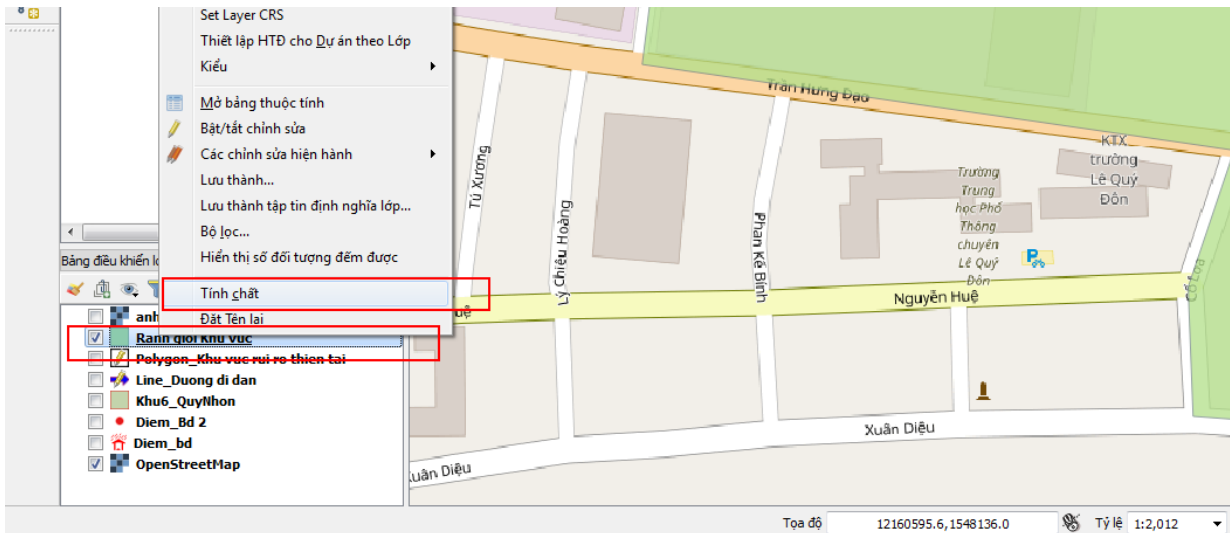 Set Layer CRS
Thiết lập HTĐ cho Dự án theo Lớp
Kiểu
Mở bảng thuộc tính
Bật/tắt chỉnh sửa
Các chỉnh sửa hiện hành
Lưu thành...
Lưu thành tập tin định nghĩa lớp...
Bộ lọc...
Hiển thị số đối tượng đếm được
Tính chất
Đặt Tên lại
Bảng điều khiển
anh
Ranh gioi khu vuc
Polygon_Khu vuc rui ro thien tai
Line_Duong di dan
Khu6_QuyNhon
Diem_Bd 2
Diem_bd
OpenStreetMap
Trần Hưng Đạo
Tú Xương
Lý Chiêu Hoàng
Phan Kế Bính
Trường
Trung
học Phổ
Thông
chuyên
Lê Quý
Đôn
KTX
trường
Lê Quý
Đôn
P
Cổ Loa
uệ
Nguyễn Huệ
Xuân Diệu
Xuân Diệu
Tọa độ
12160595.6,1548136.0
Tỷ lệ
1:2,012